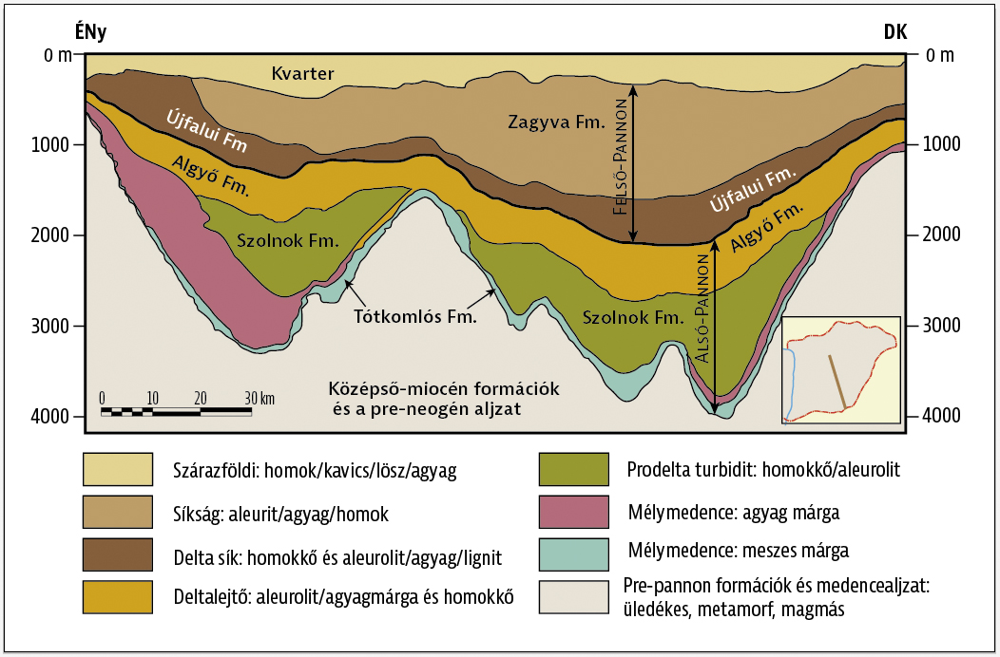 ÉNy
DK
0 m
0 m
Kvarter
Zagyva Fm.
Újfalui Fm
FELSŐ-PANNON
1000
1000
Algyő Fm.
Újfalui Fm.
Algyő Fm.
2000
2000
Szolnok Fm.
Tótkomlós Fm.
Szolnok Fm.
ALSÓ-PANNON
3000
3000
Középső-miocén formációk
és a pre-neogén aljzat
0 10 20 30 km
4000
4000
Szárazföldi: homok/kavics/lösz/agyag
Síkság: aleurit/agyag/homok
Delta sík: homokkő és aleurolit/agyag/lignit
Deltalejtő: aleurolit/agyagmárga és homokkő
Prodelta turbidit: homokkő/aleurolit
Mélymedence: agyag márga
Mélymedence: meszes márga
Pre-pannon formációk és medencealjzat:
üledékes, metamorf, magmás